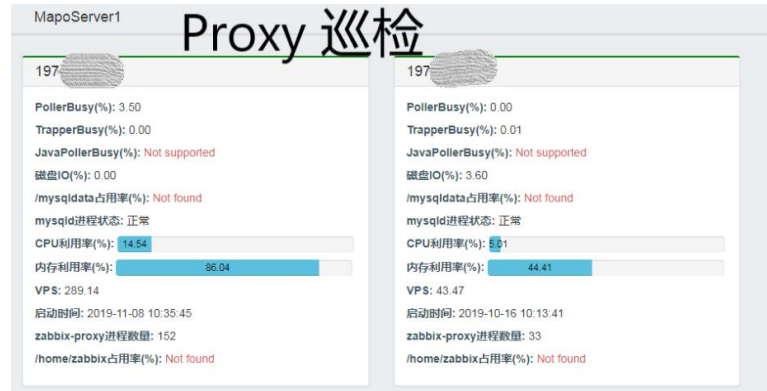 MapoServer1
Proxy 巡检
197
PollerBusy(%): 3.50
TrapperBusy(%): 0.00
JavaPollerBusy(%): Not supported
磁盘IO(%): 0.00
/mysqldata占用率(%): Not found
mysqld进程状态: 正常
CPU利用率(%): 14.54
内存利用率(%): 86.04
VPS: 289.14
启动时间: 2019-11-08 10:35:45
zabbix-proxy进程数量: 152
/home/zabbix占用率(%): Not found
197
PollerBusy(%): 0.00
TrapperBusy(%): 0.01
JavaPollerBusy(%): Not supported
磁盘IO(%): 3.60
/mysqldata占用率(%): Not found
mysqld进程状态: 正常
CPU利用率(%): 5.01
内存利用率(%): 44.41
VPS: 43.47
启动时间: 2019-10-16 10:13:41
zabbix-proxy进程数量: 33
/home/zabbix占用率(%): Not found